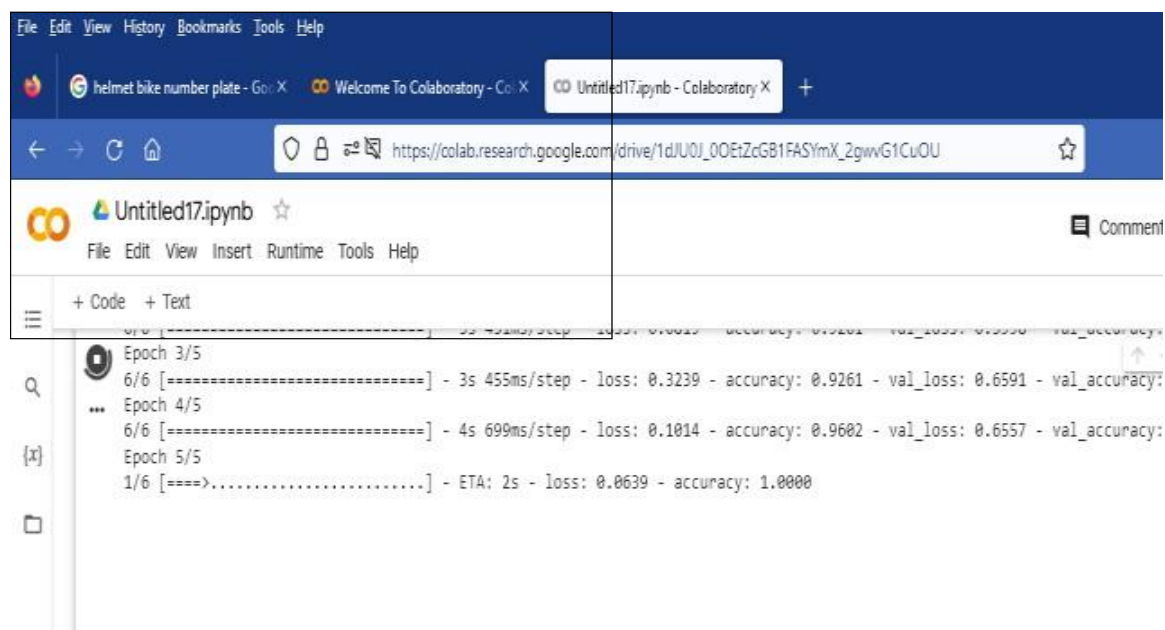 File Edit View History Bookmarks Tools Help
helmet bike number plate - Goo Welcome To Colaboratory - Col Untitled17.ipynb - Colaboratory
https://colab.research.google.com/drive/1dJU0J_0OEtZcGB1FASYmX_2gwvG1CuOU
CO Untitled17.ipynb
Comment
File Edit View Insert Runtime Tools Help
+ Code + Text
Epoch 3/5
6/6 [==============================] - 3s 455ms/step - loss: 0.3239 - accuracy: 0.9261 - val_loss: 0.6591 - val_accuracy:
Epoch 4/5
6/6 [==============================] - 4s 699ms/step - loss: 0.1014 - accuracy: 0.9602 - val_loss: 0.6557 - val_accuracy:
Epoch 5/5
1/6 [====>.........................] - ETA: 2s - loss: 0.0639 - accuracy: 1.0000
{x}